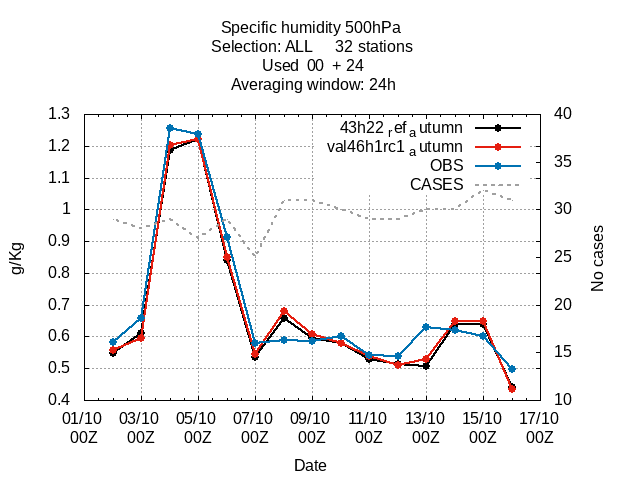 Specific humidity 500hPa
Selection: ALL 32 stations
Used 00 + 24
Averaging window: 24h
43h22 ref autumn
val46h1rc1 autumn
OBS
CASES
g/Kg
1.3
1.2
1.1
1
0.9
0.8
0.7
0.6
0.5
0.4
40
35
30
25
20
15
10
No cases
01/10 03/10 05/10 07/10 09/10 11/10 13/10 15/10 17/10
00Z 00Z 00Z 00Z 00Z 00Z 00Z 00Z 00Z
Date